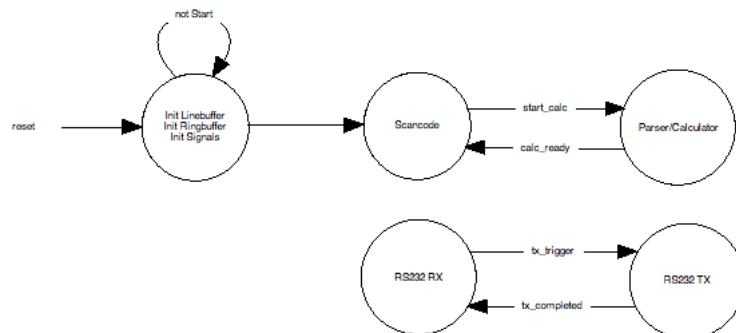 not Start
Init Linebuffer
Init Ringbuffer
Init Signals
reset
Scancode
start_calc
calc_ready
Parser/Calculator
RS232 RX
tx_trigger
tx_completed
RS232 TX